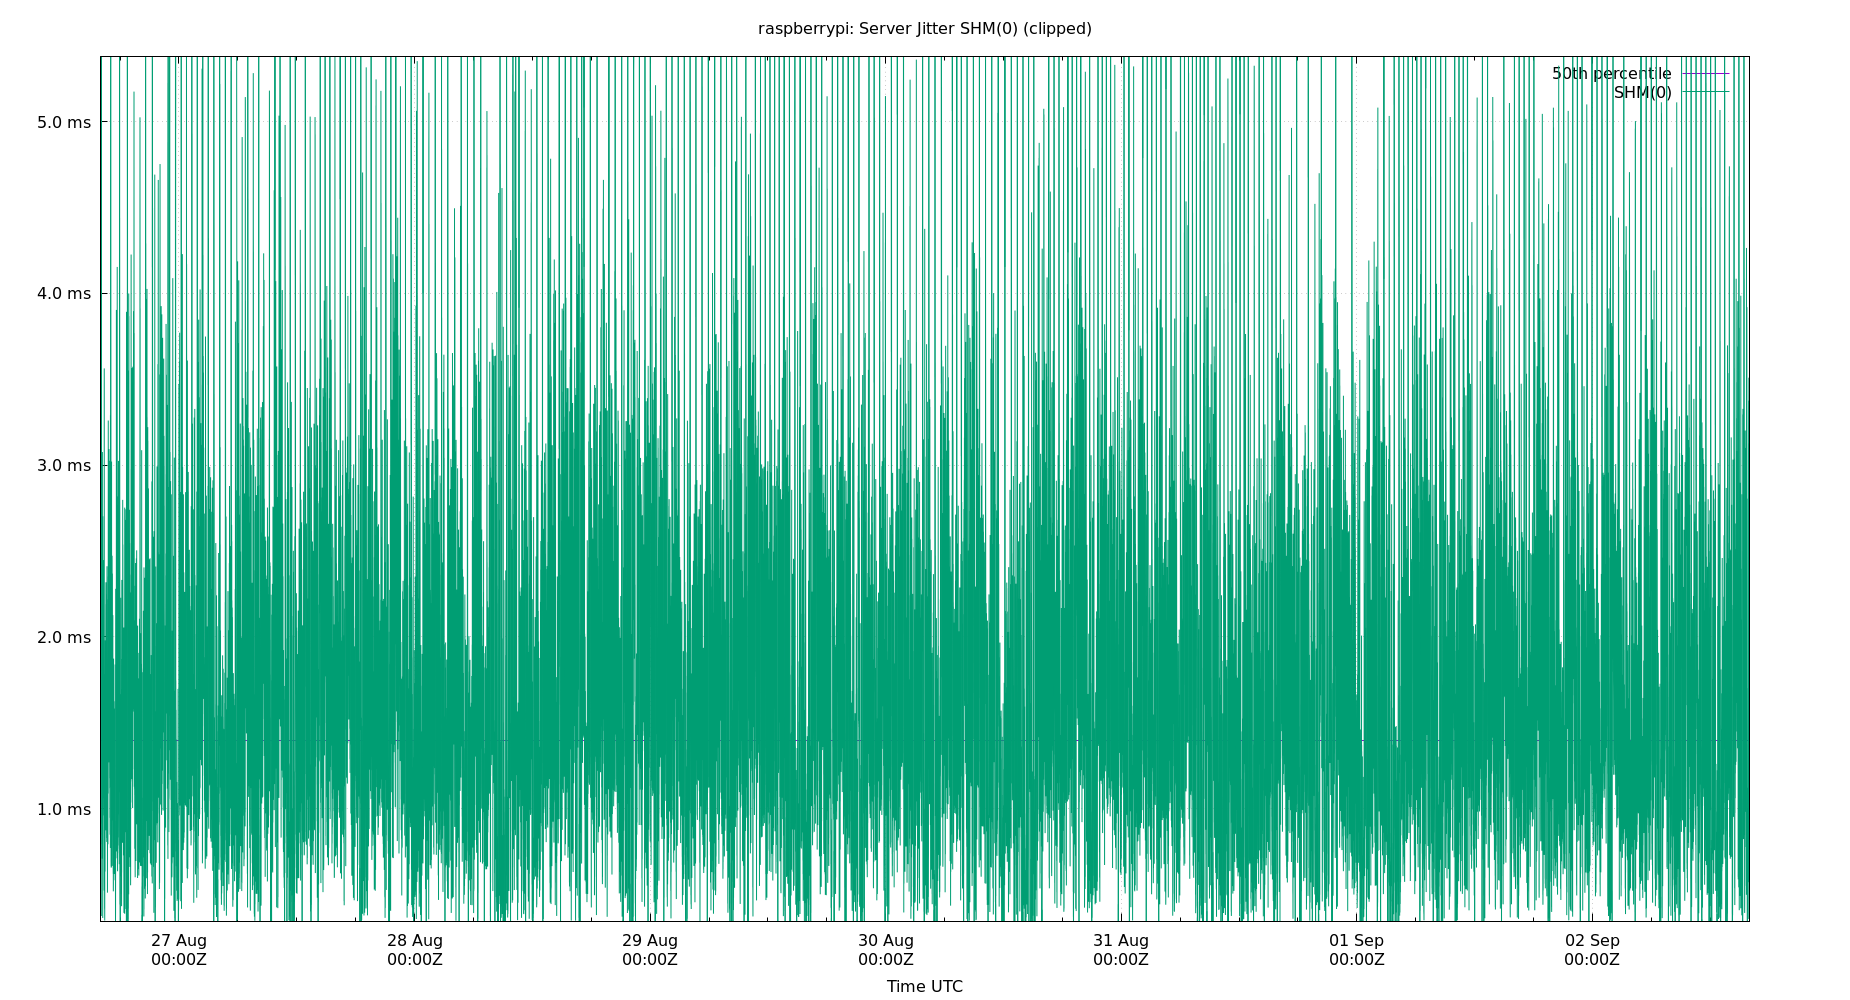 raspberrypi: Server Jitter SHM(0) (clipped)
50th percentile
SHM(0)
5.0 ms
4.0 ms
3.0 ms
2.0 ms
1.0 ms
27 Aug 28 Aug 29 Aug 30 Aug 31 Aug 01 Sep 02 Sep
00:00Z 00:00Z 00:00Z 00:00Z 00:00Z 00:00Z 00:00Z
Time UTC